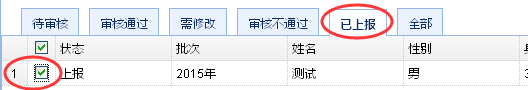 待审核 审核通过 需修改 审核不通过 已上报 全部
状态 批次 姓名 性别
1 上报 2015年 测试 男